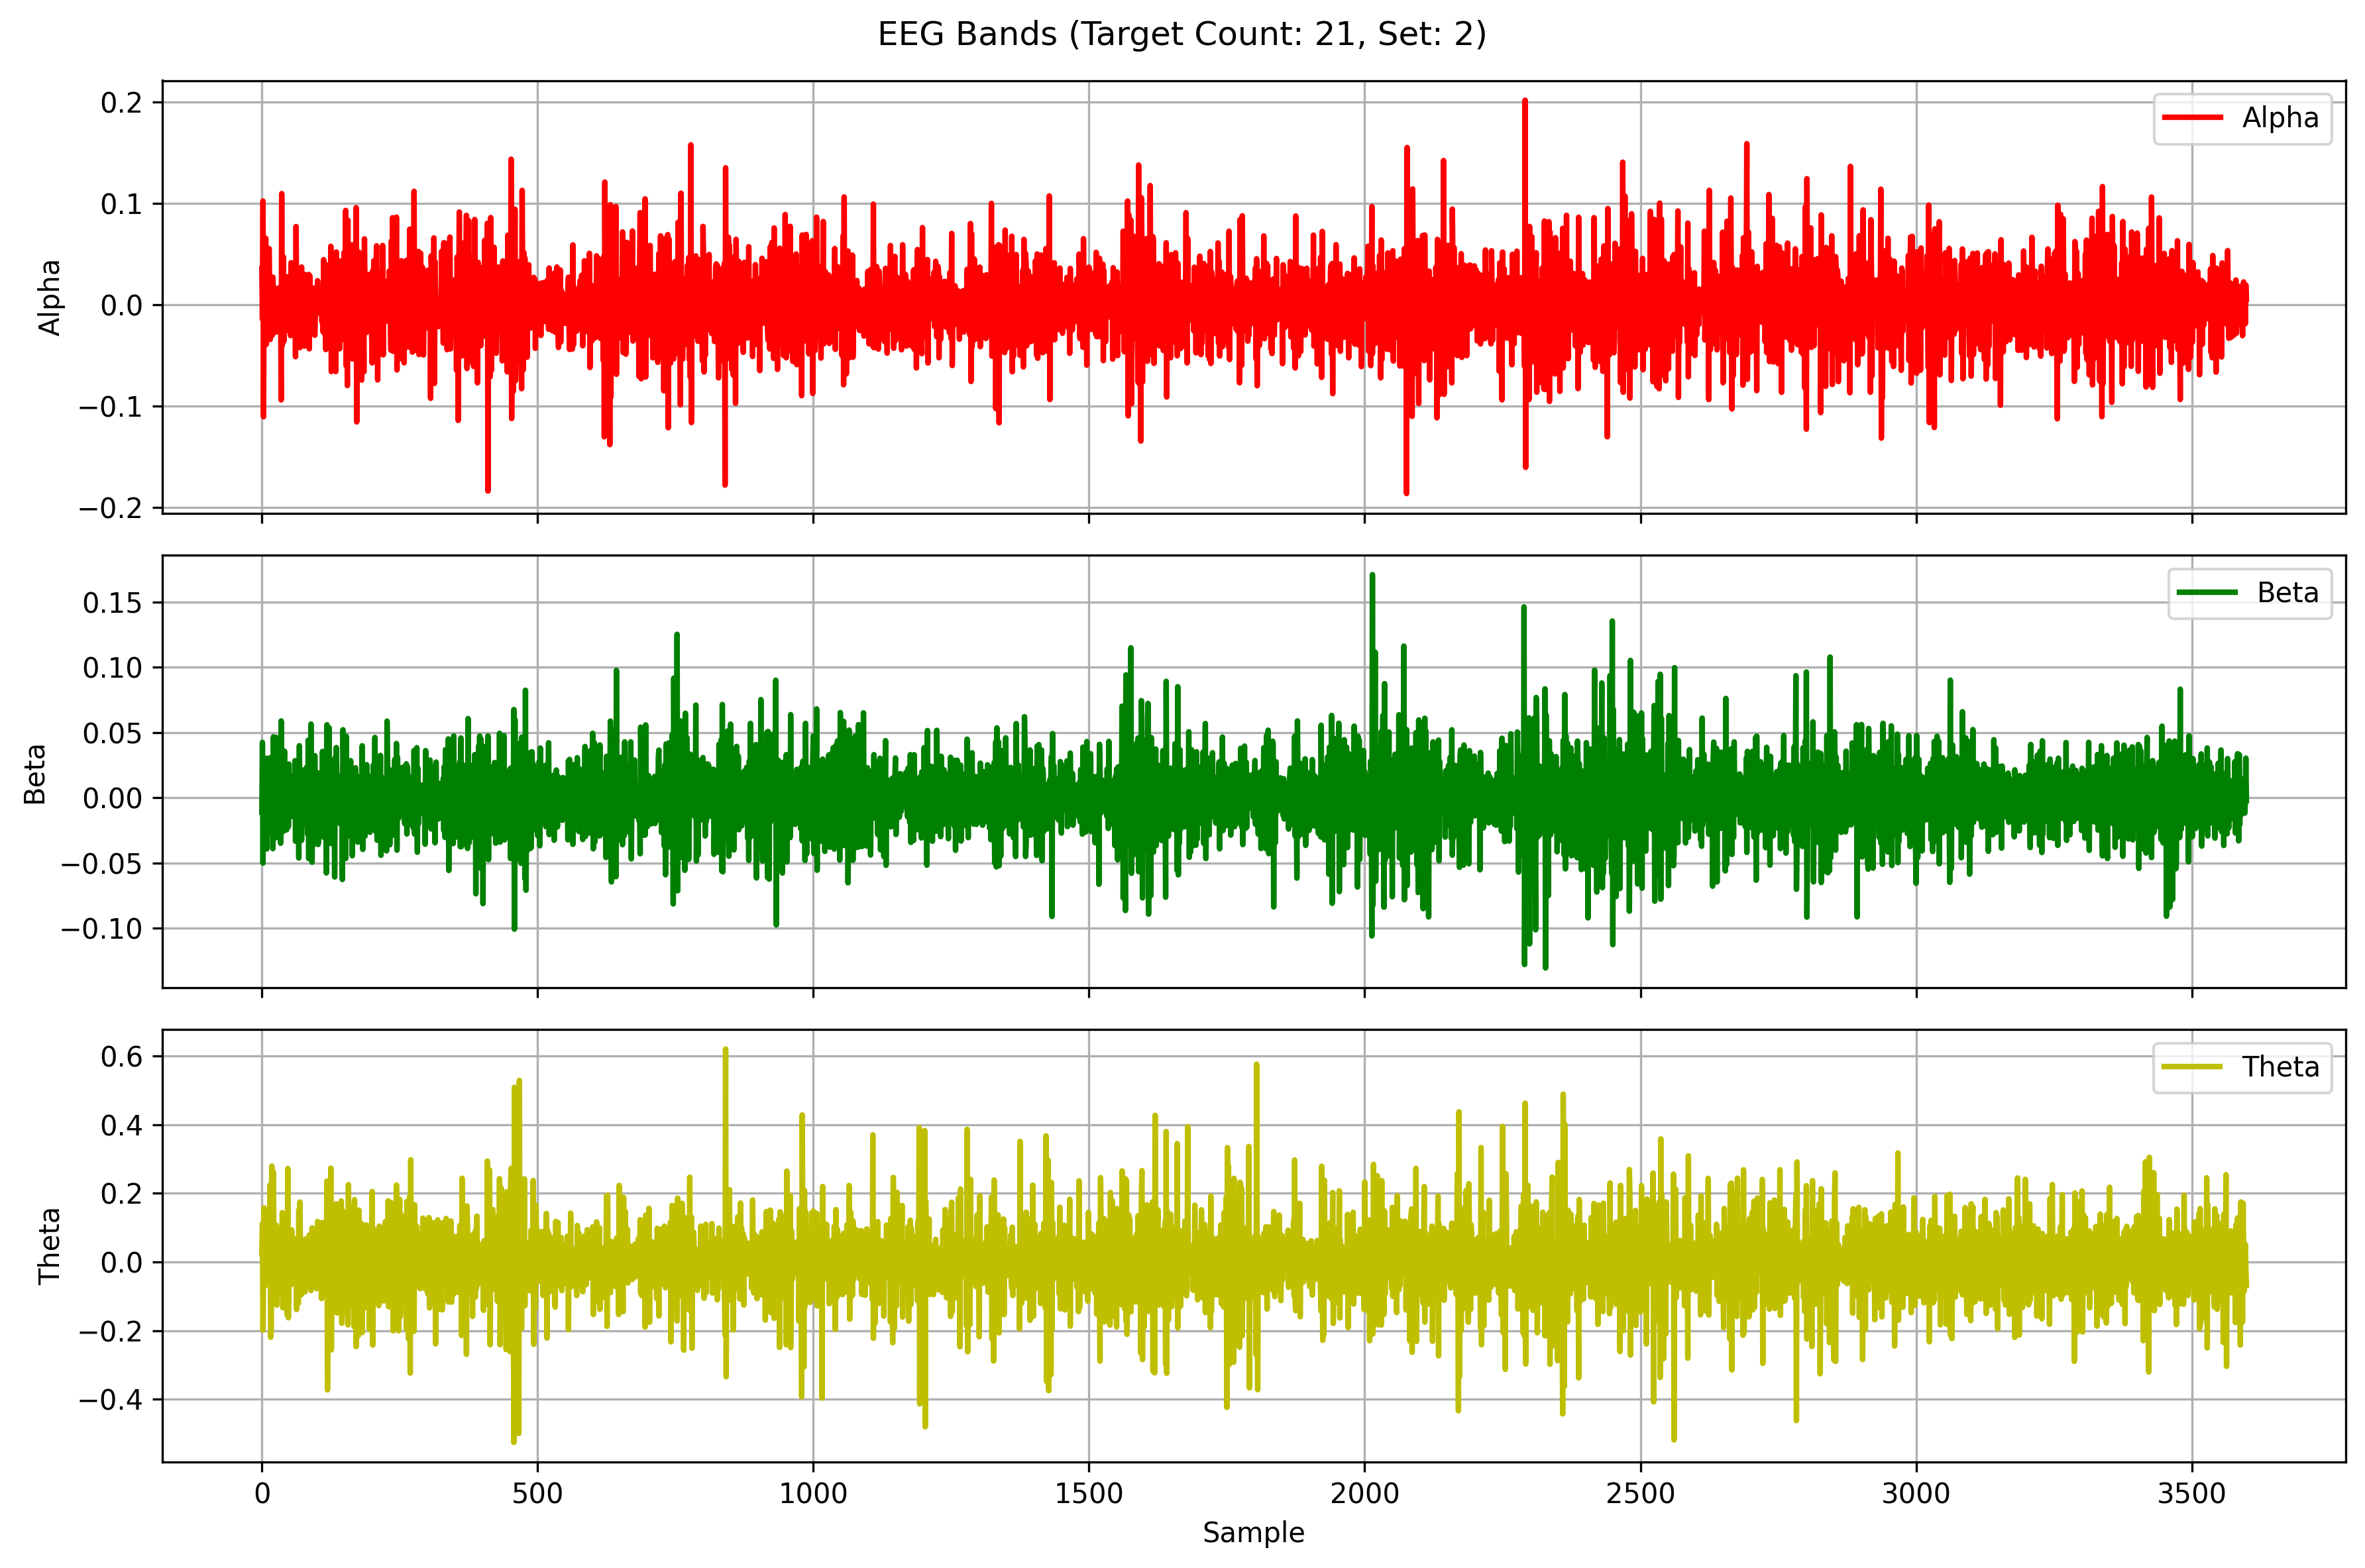 EEG Bands (Target Count: 21, Set: 2)
0.2
0.1
0.0
−0.1
−0.2
Alpha
Alpha
0.15
0.10
0.05
0.00
−0.05
−0.10
Beta
Beta
0.6
0.4
0.2
0.0
−0.2
−0.4
Theta
Theta
0 500 1000 1500 2000 2500 3000 3500
Sample